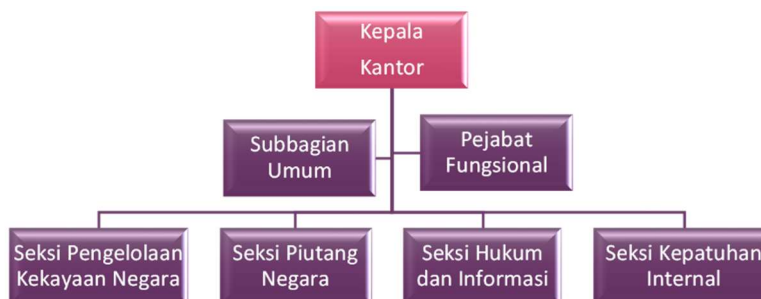 Kepala
Kantor
Subbagian
Umum
Pejabat
Fungsional
Seksi Pengelolaan
Kekayaan Negara
Seksi Piutang
Negara
Seksi Hukum
dan Informasi
Seksi Kepatuhan
Internal